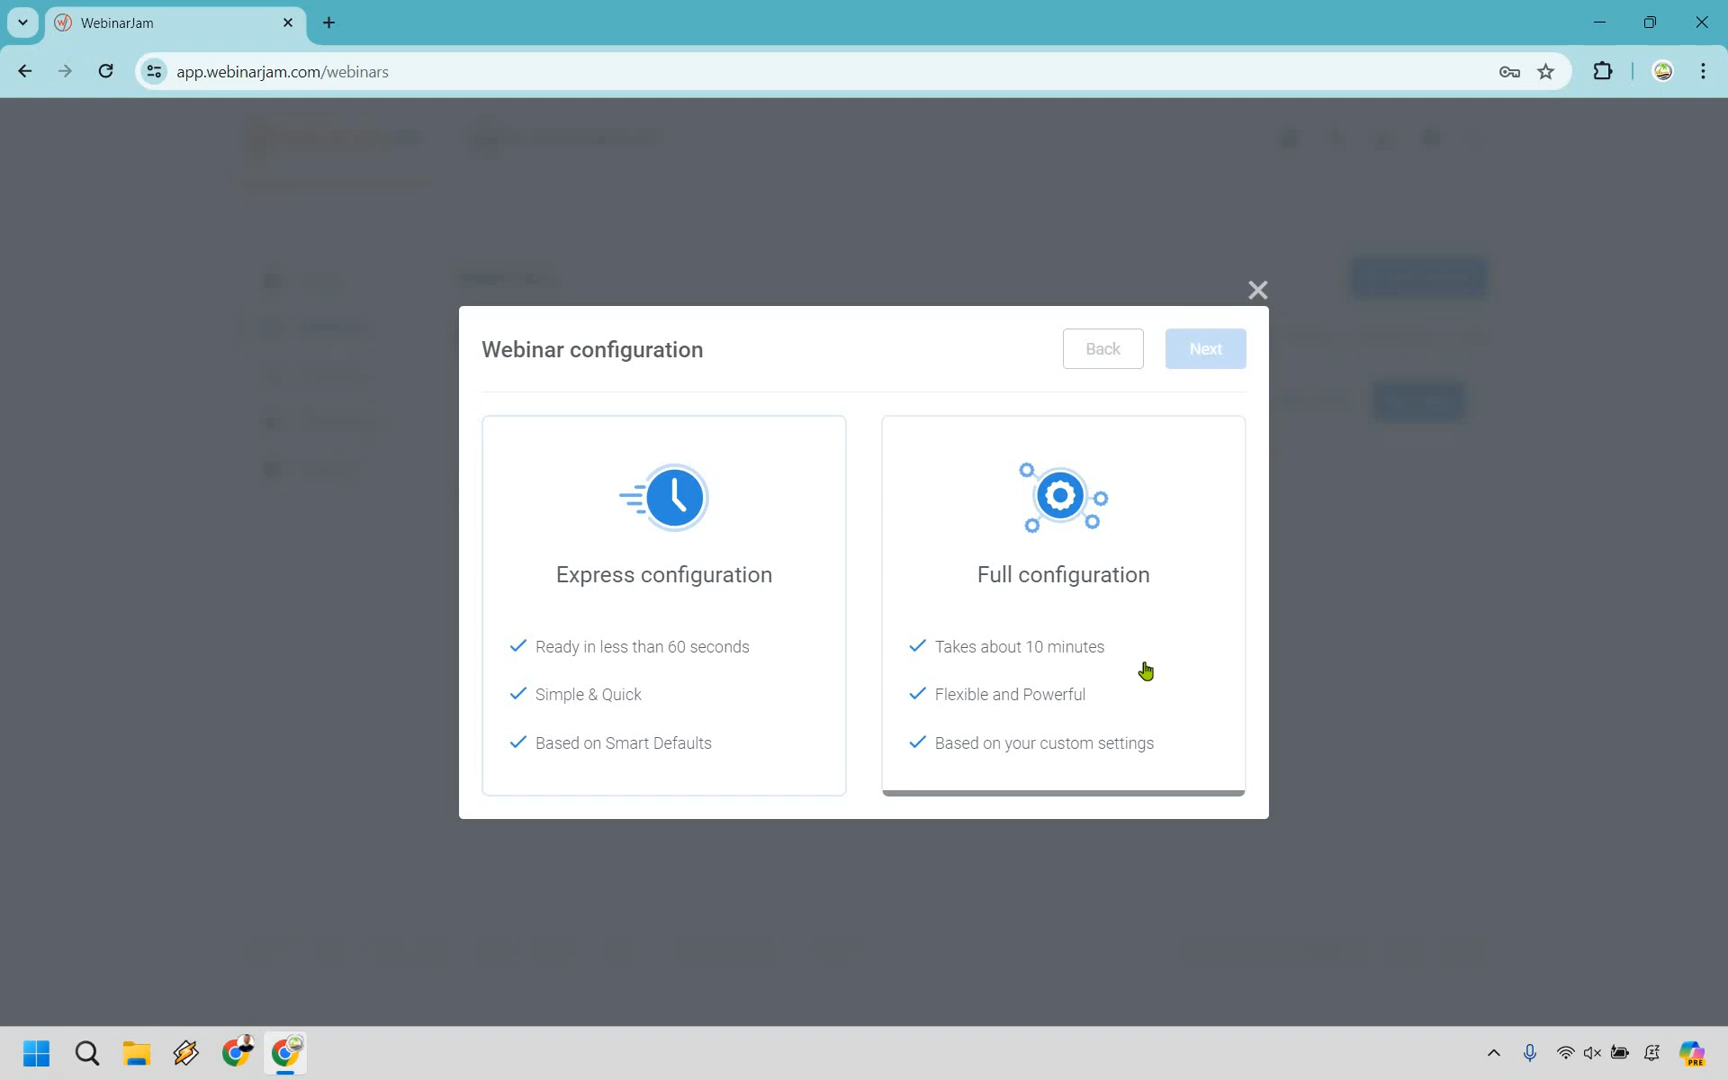 WebinarJam
app.webinarjam.com/webinars
Webinar configuration
Back
Next
Express configuration
Ready in less than 60 seconds
Simple & Quick
Based on Smart Defaults
Full configuration
Takes about 10 minutes
Flexible and Powerful
Based on your custom settings
PRE